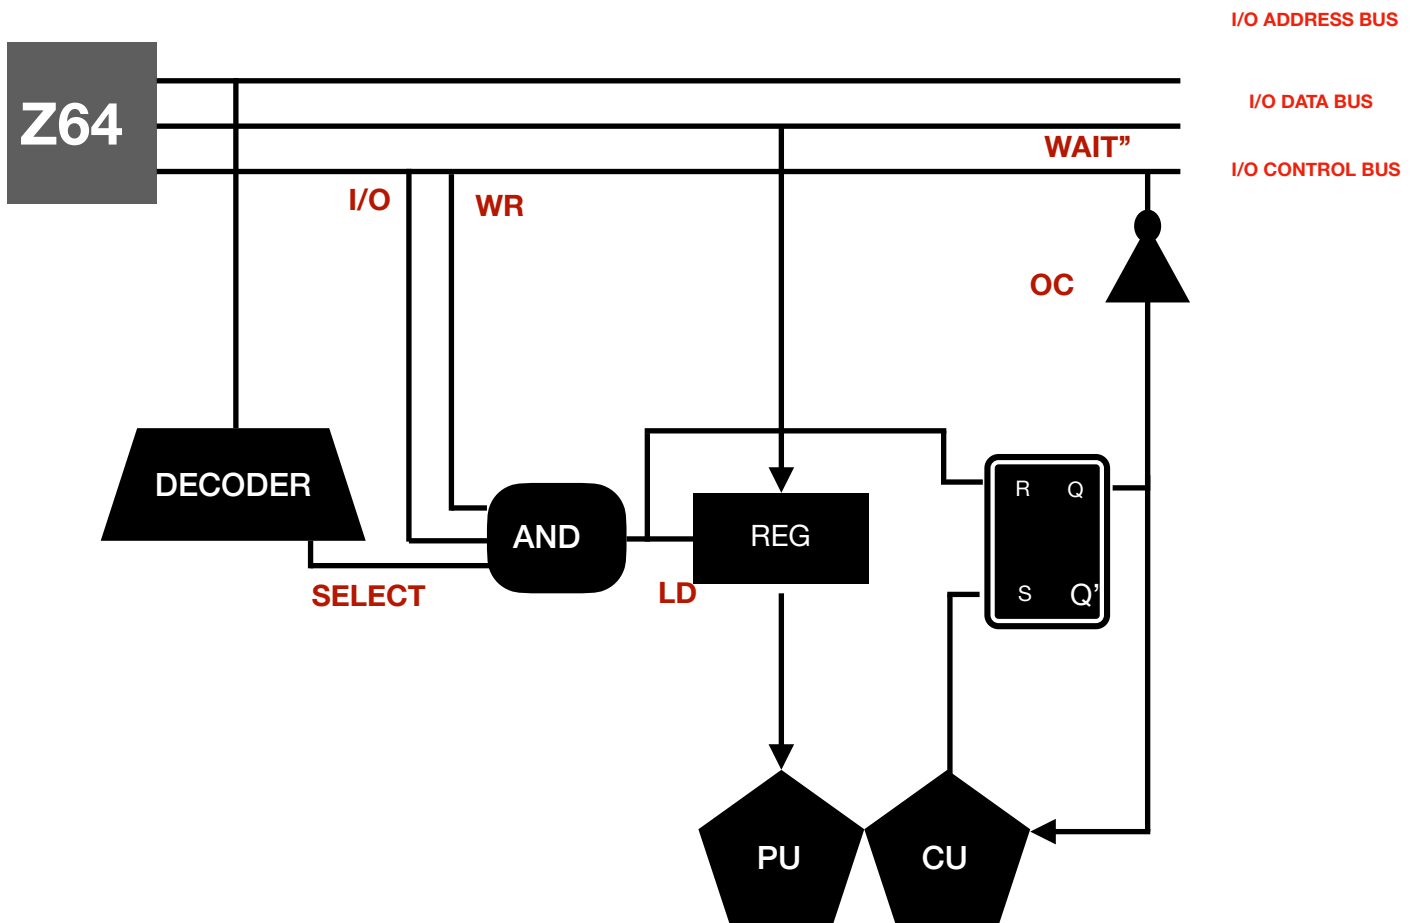 I/O ADDRESS BUS
Z64
I/O DATA BUS
WAIT”
I/O CONTROL BUS
I/O
WR
OC
DECODER
R Q
AND
REG
SELECT
LD
S Q’
PU
CU